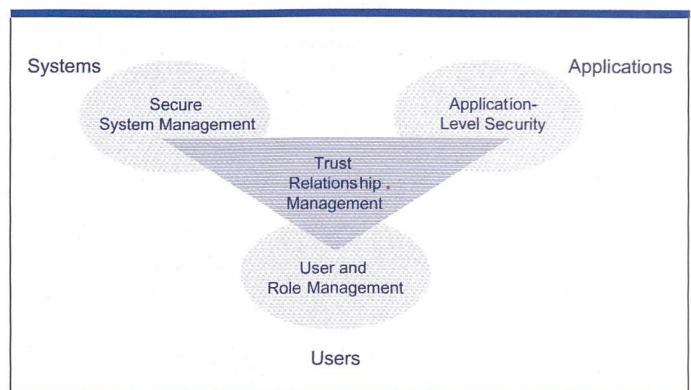 Systems
Applications
Secure
System Management
Application-
Level Security
Trust
Relationship
Management
User and
Role Management
Users